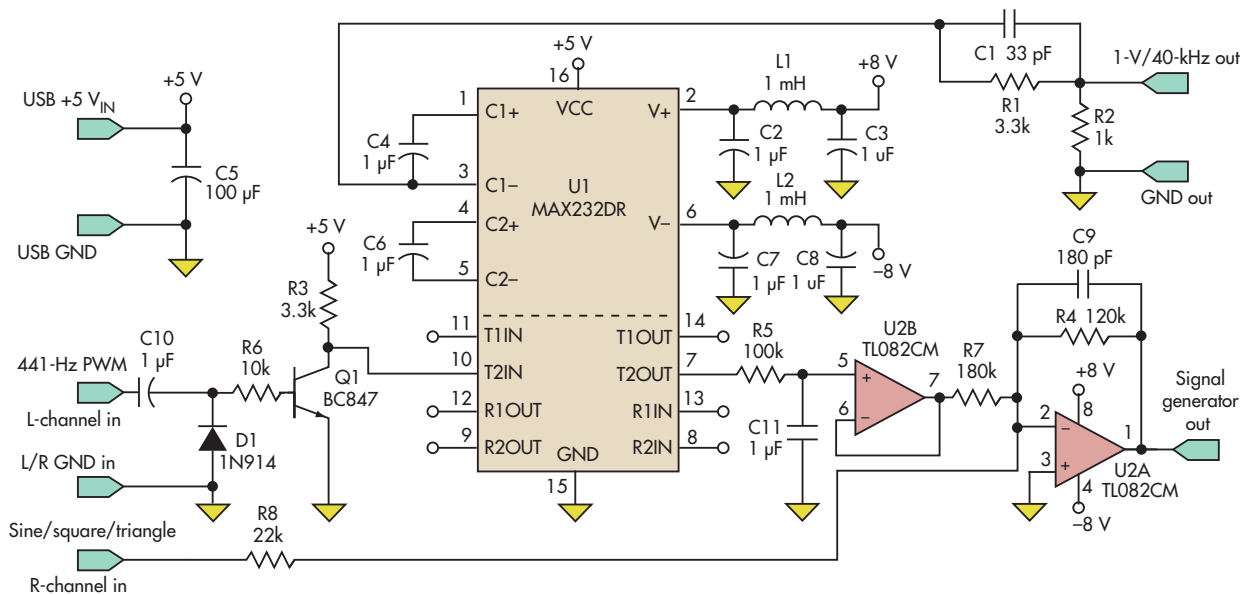 C1 33 pF
1-V/40-kHz out
R1
3.3k
R2
1k
GND out
+5 V
USB +5 VIN
C5
100 µF
USB GND
+5 V
16
VCC
1
C1+
C4
1 µF
3
C1–
4
C2+
C6
1 µF
5
C2–
U1
MAX232DR
2
V+
L1
1 mH
+8 V
C2
1 µF
C3
1 uF
L2
1 mH
6
V–
C7
1 µF
C8
1 uF
–8 V
+5 V
R3
3.3k
11
T1IN
10
T2IN
12
R1OUT
9
R2OUT
GND
15
14
T1OUT
7
T2OUT
13
R1IN
8
R2IN
441-Hz PWM
L-channel in
C10
1 µF
R6
10k
Q1
BC847
D1
1N914
L/R GND in
Sine/square/triangle
R-channel in
R8
22k
R5
100k
C11
1 µF
U2B
TL082CM
5
+
6
–
7
R7
180k
C9
180 pF
R4 120k
+8 V
8
2
–
3
+
1
U2A
TL082CM
4
–8 V
Signal
generator
out